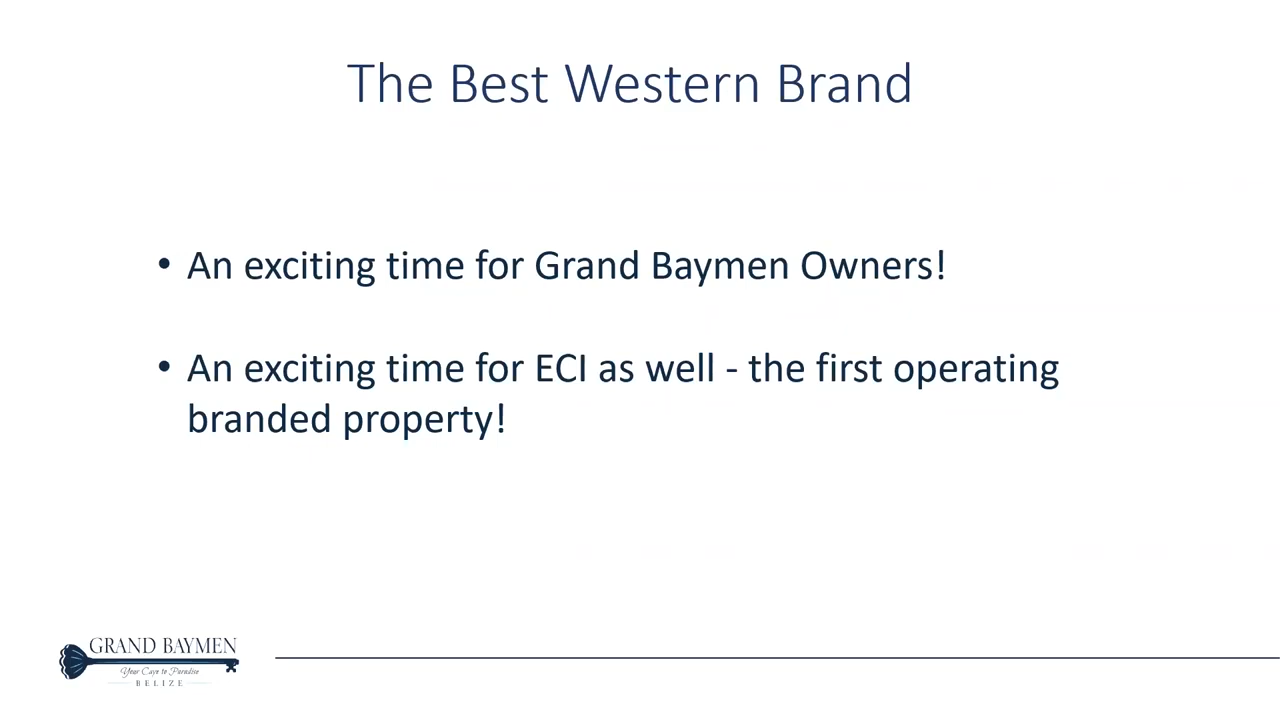 The Best Western Brand
• An exciting time for Grand Baymen Owners!
• An exciting time for ECI as well - the first operating
branded property!
GRAND BAYMEN
Your Caye to Paradise
BELIZE